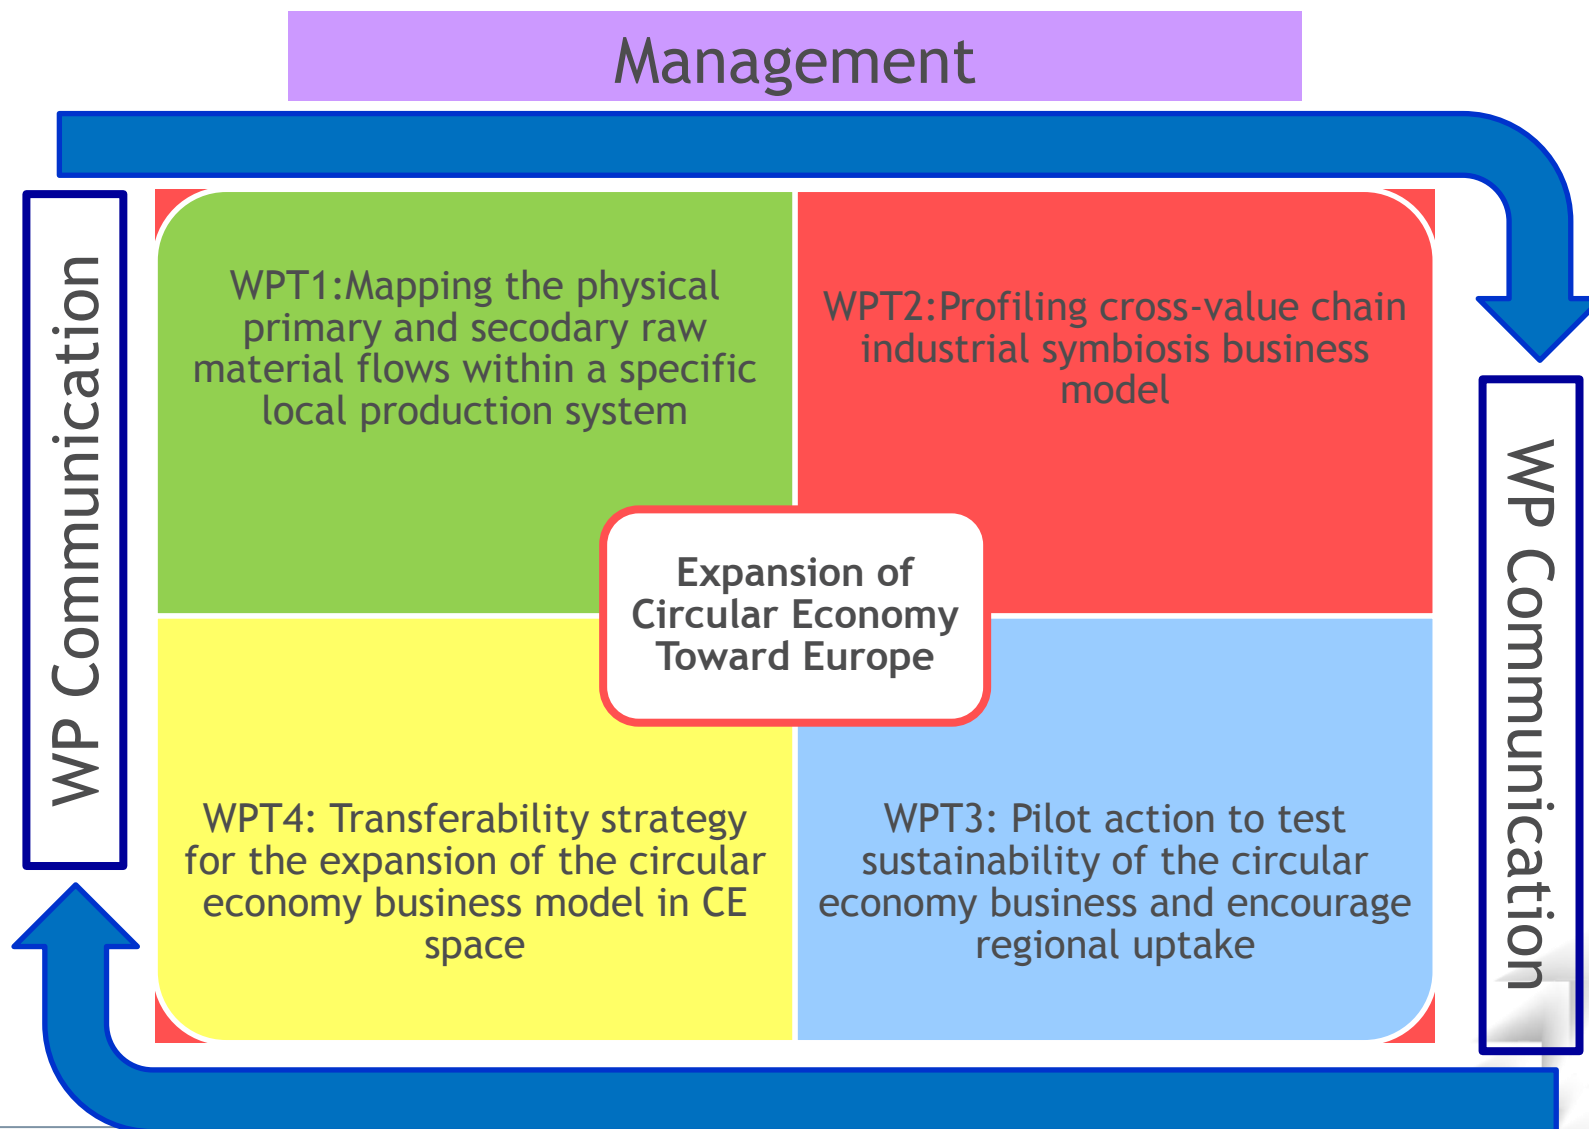 Management
WP Communication
WPT1:Mapping the physical
primary and secodary raw
material flows within a specific
local production system
WPT2:Profiling cross-value chain
industrial symbiosis business
model
Expansion of
Circular Economy
Toward Europe
WPT4: Transferability strategy
for the expansion of the circular
economy business model in CE
space
WPT3: Pilot action to test
sustainability of the circular
economy business and encourage
regional uptake
WP Communication